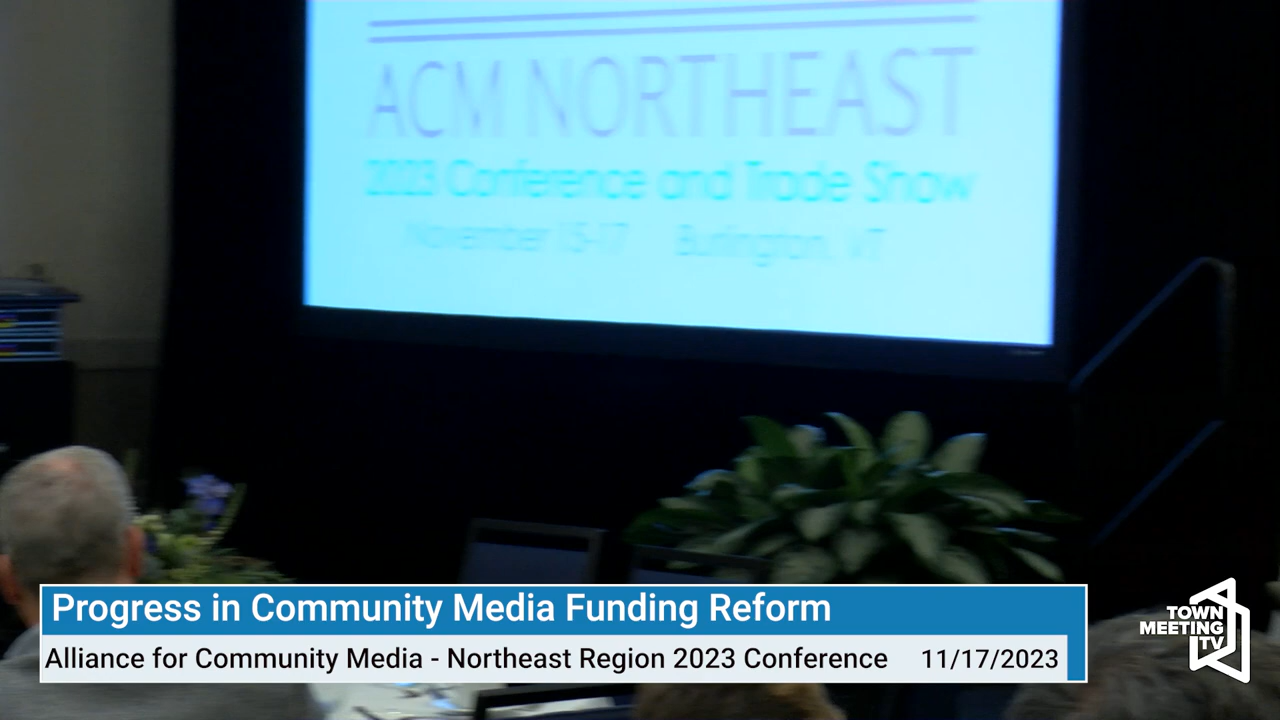 ACM NORTHEAST
2023 Conference and Trade Show
November 15-17 Burlington, VT
Progress in Community Media Funding Reform
Alliance for Community Media - Northeast Region 2023 Conference 11/17/2023
TOWN
MEETING
TV